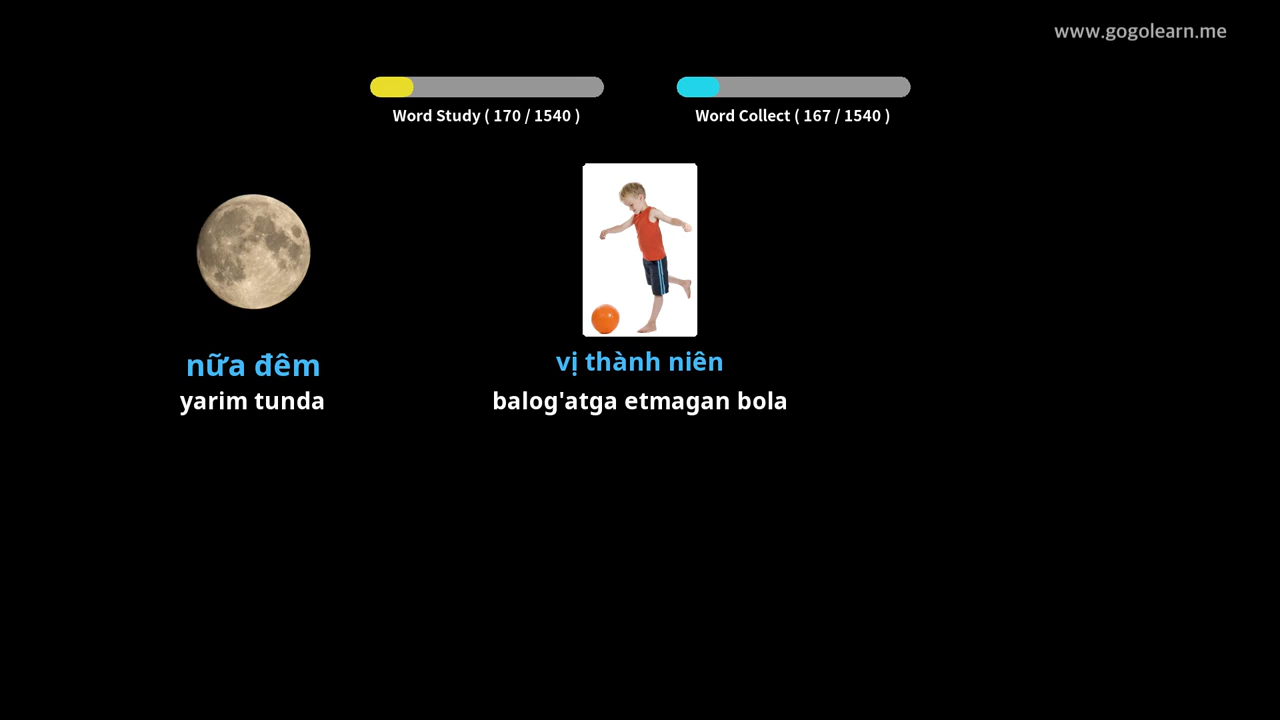 www.gogolearn.me
Word Study ( 170 / 1540 )
Word Collect ( 167 / 1540 )
nữa đêm
yarim tunda
vị thành niên
balog'atga etmagan bola